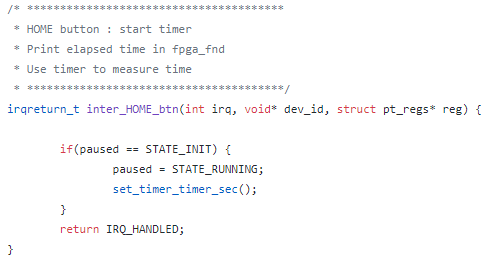 /* ***************************************
 * HOME button : start timer
 * Print elapsed time in fpga_fnd
 * Use timer to measure time
 * ***************************************/
irqreturn_t inter_HOME_btn(int irq, void* dev_id, struct pt_regs* reg) {
        if(paused == STATE_INIT) {
                paused = STATE_RUNNING;
                set_timer_timer_sec();
        }
        return IRQ_HANDLED;
}